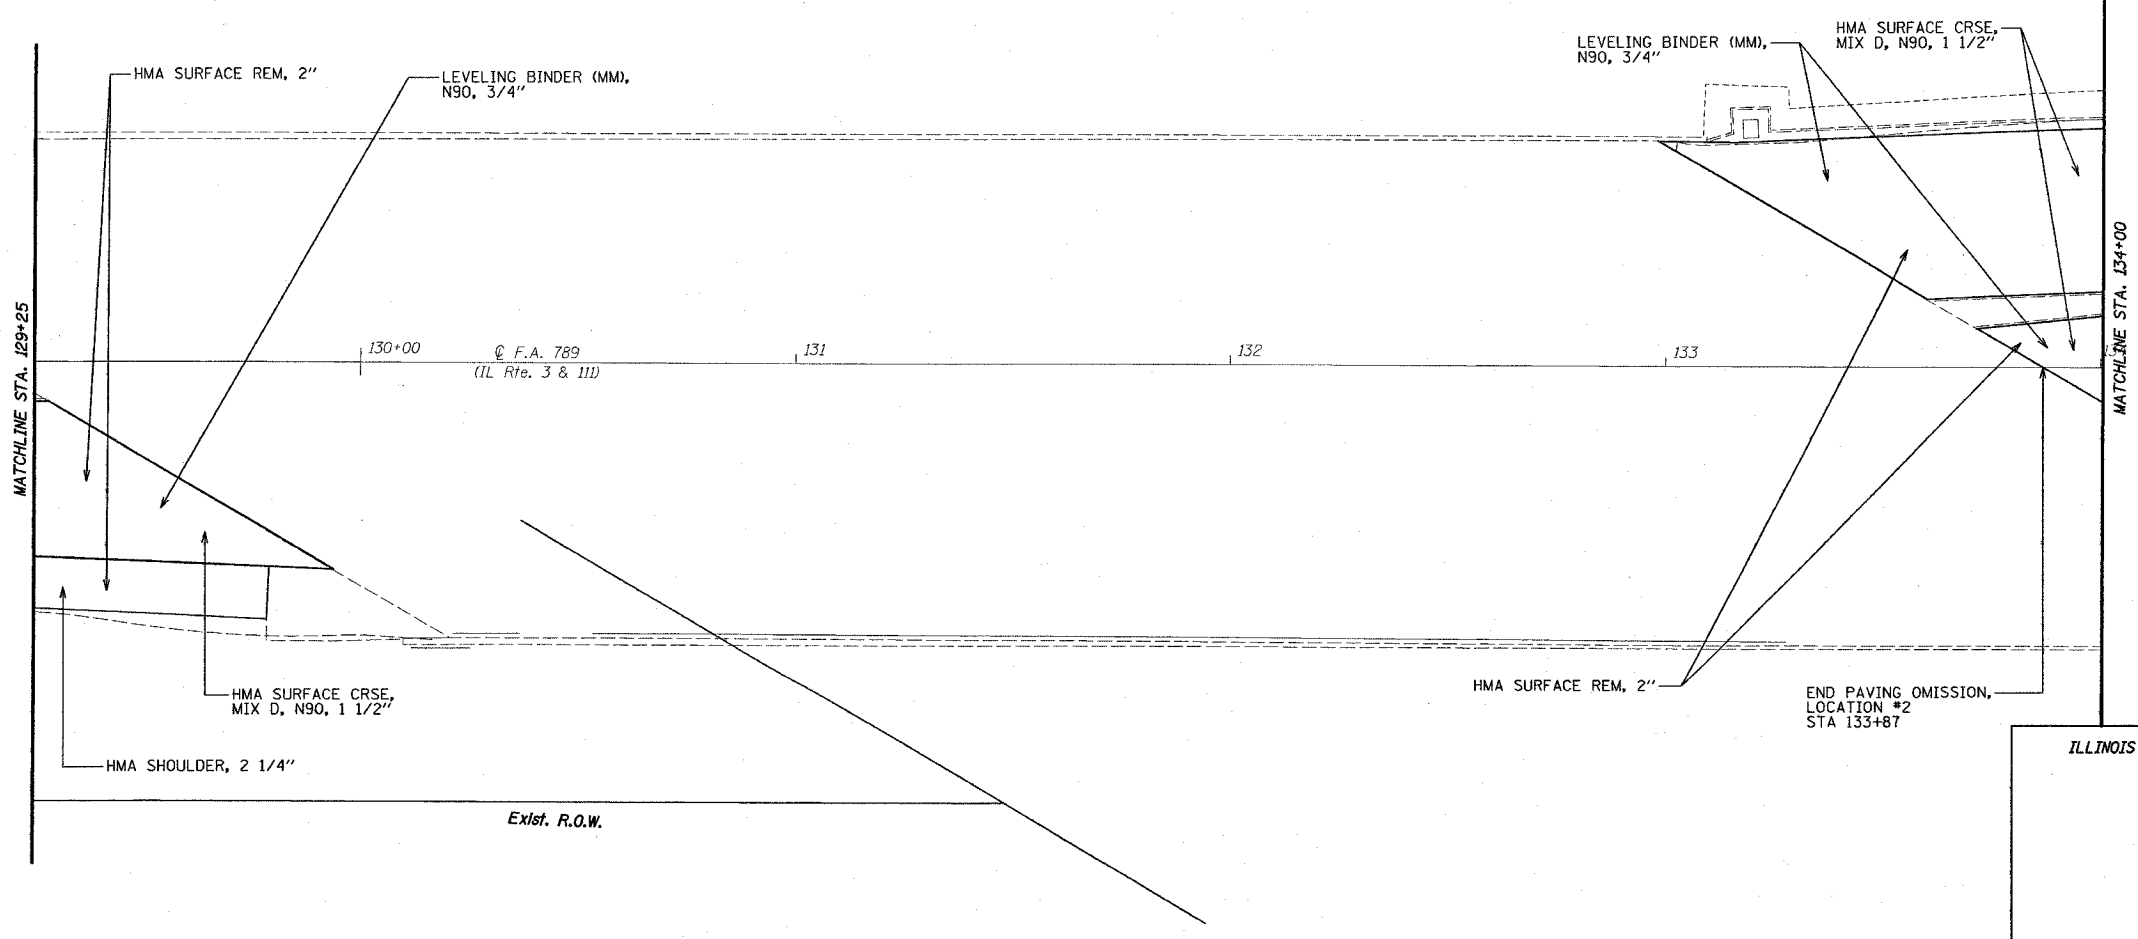 HMA SURFACE REM, 2"
LEVELING BINDER (MM),
N90, 3/4"
LEVELING BINDER (MM),
N90, 3/4"
HMA SURFACE CRSE,
MIX D, N90, 1 1/2"
MATCHLINE STA. 129+25
130+00
℄ F.A. 789
(IL Rte. 3 & 111)
131
132
133
MATCHLINE STA. 134+00
HMA SURFACE CRSE,
MIX D, N90, 1 1/2"
HMA SHOULDER, 2 1/4"
Exist. R.O.W.
HMA SURFACE REM, 2"
END PAVING OMISSION,
LOCATION #2
STA 133+87
ILLINOIS